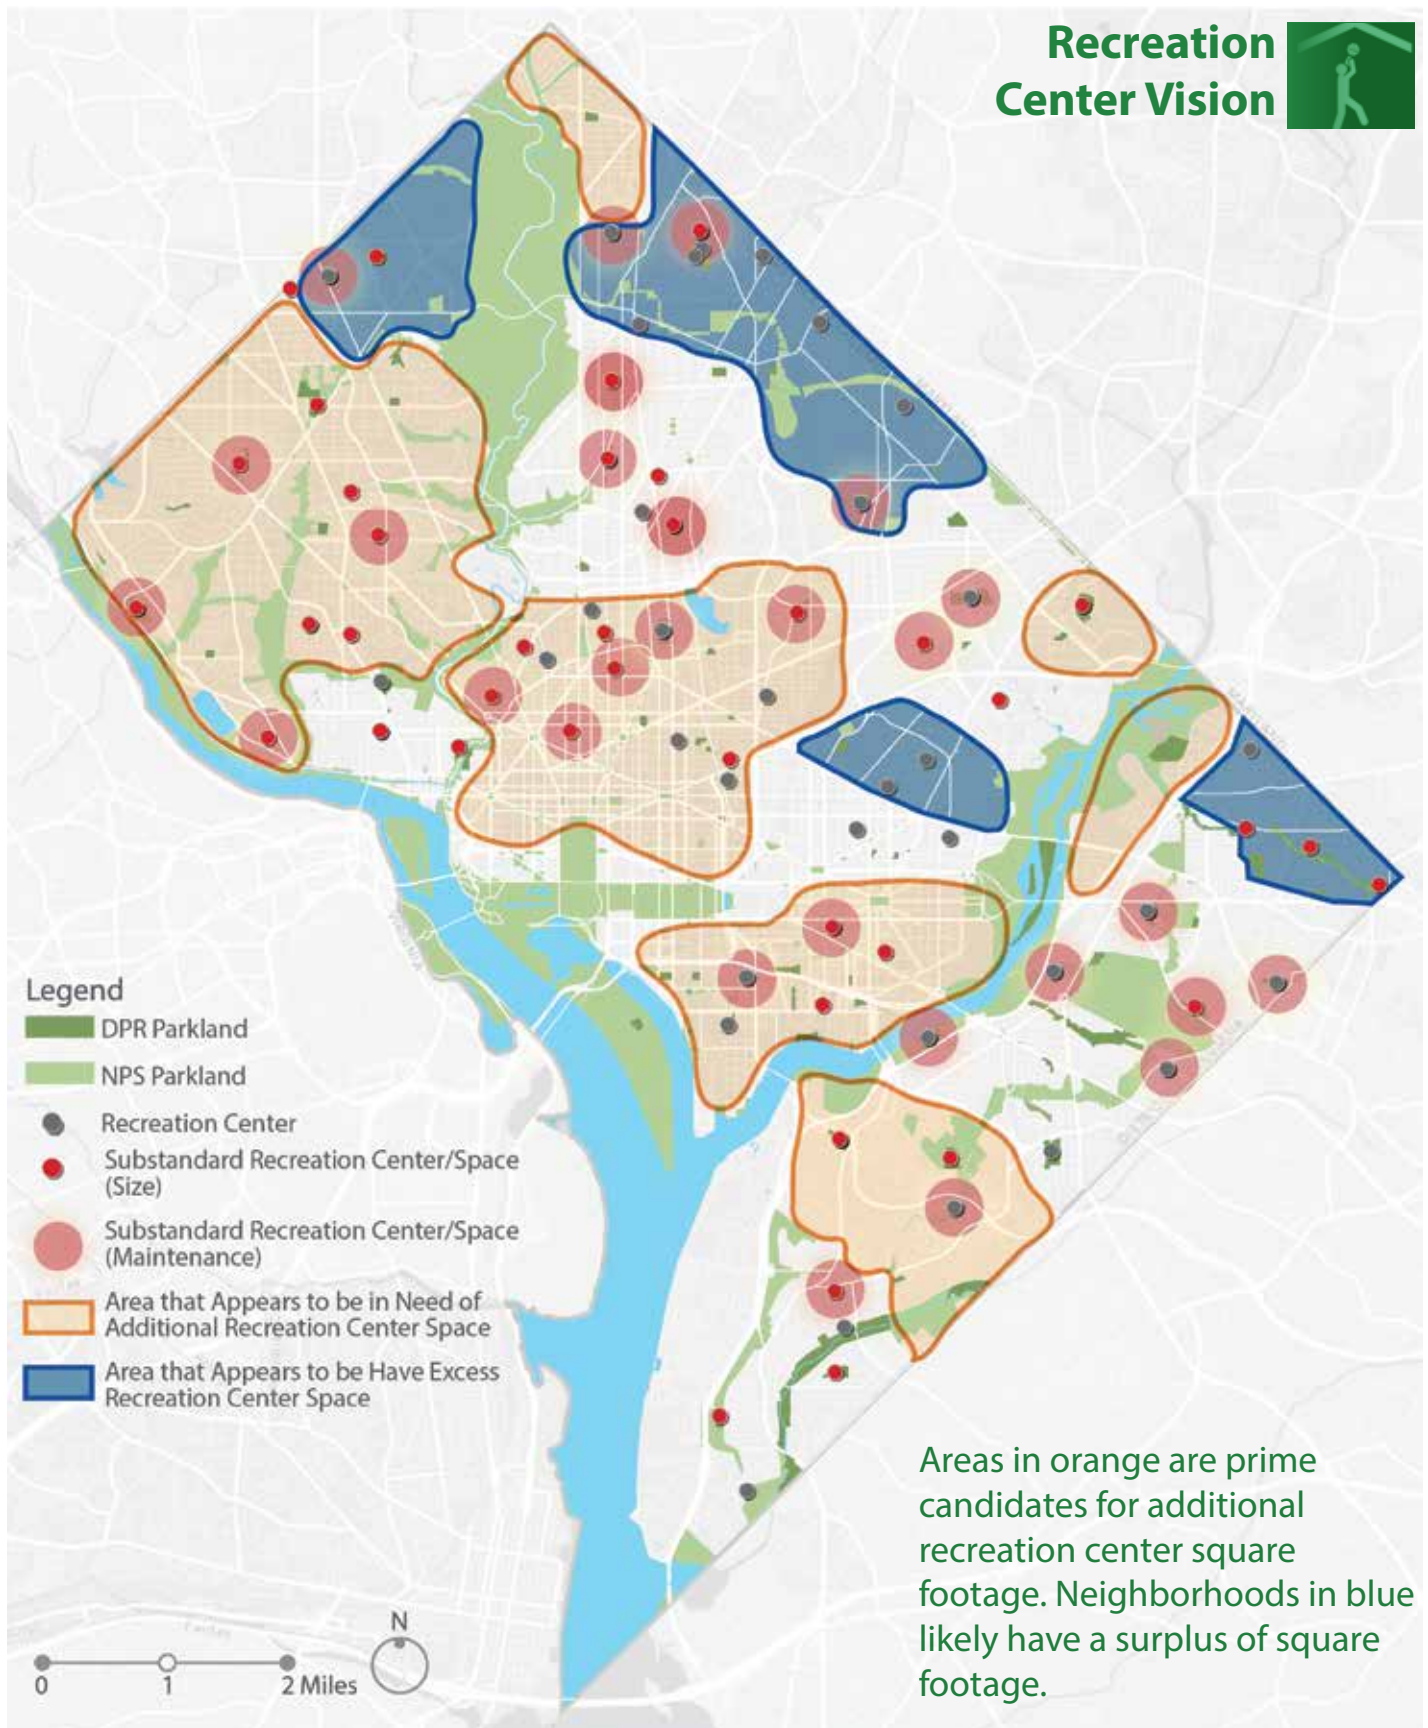 Recreation
Center Vision
Legend
DPR Parkland
NPS Parkland
Recreation Center
Substandard Recreation Center/Space
(Size)
Substandard Recreation Center/Space
(Maintenance)
Area that Appears to be in Need of
Additional Recreation Center Space
Area that Appears to be Have Excess
Recreation Center Space
Areas in orange are prime
candidates for additional
recreation center square
footage. Neighborhoods in blue
likely have a surplus of square
footage.
N
0 1 2 Miles